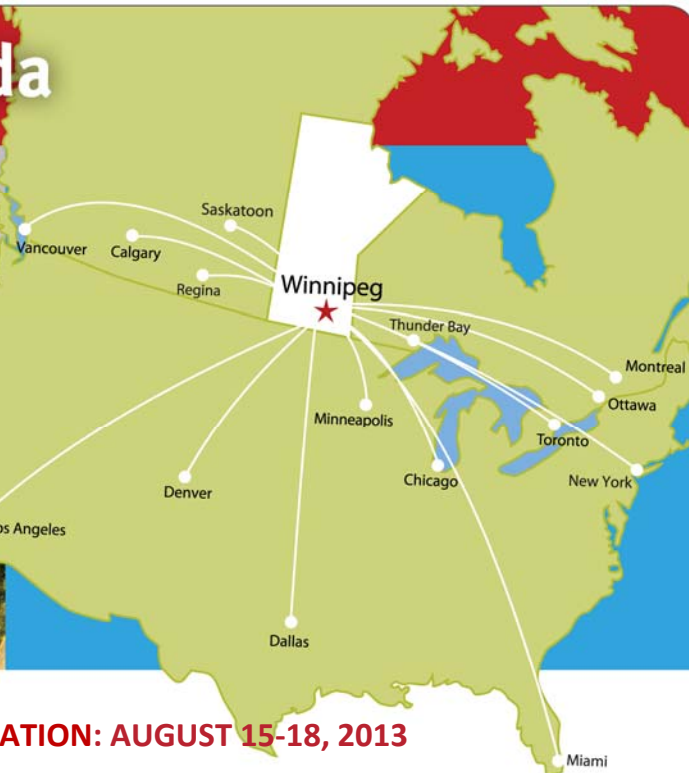 da
Saskatoon
Vancouver
Calgary
Regina
Winnipeg
Thunder Bay
Montreal
Ottawa
Minneapolis
Toronto
Chicago
New York
Denver
os Angeles
Dallas
ATION: AUGUST 15-18, 2013
Miami